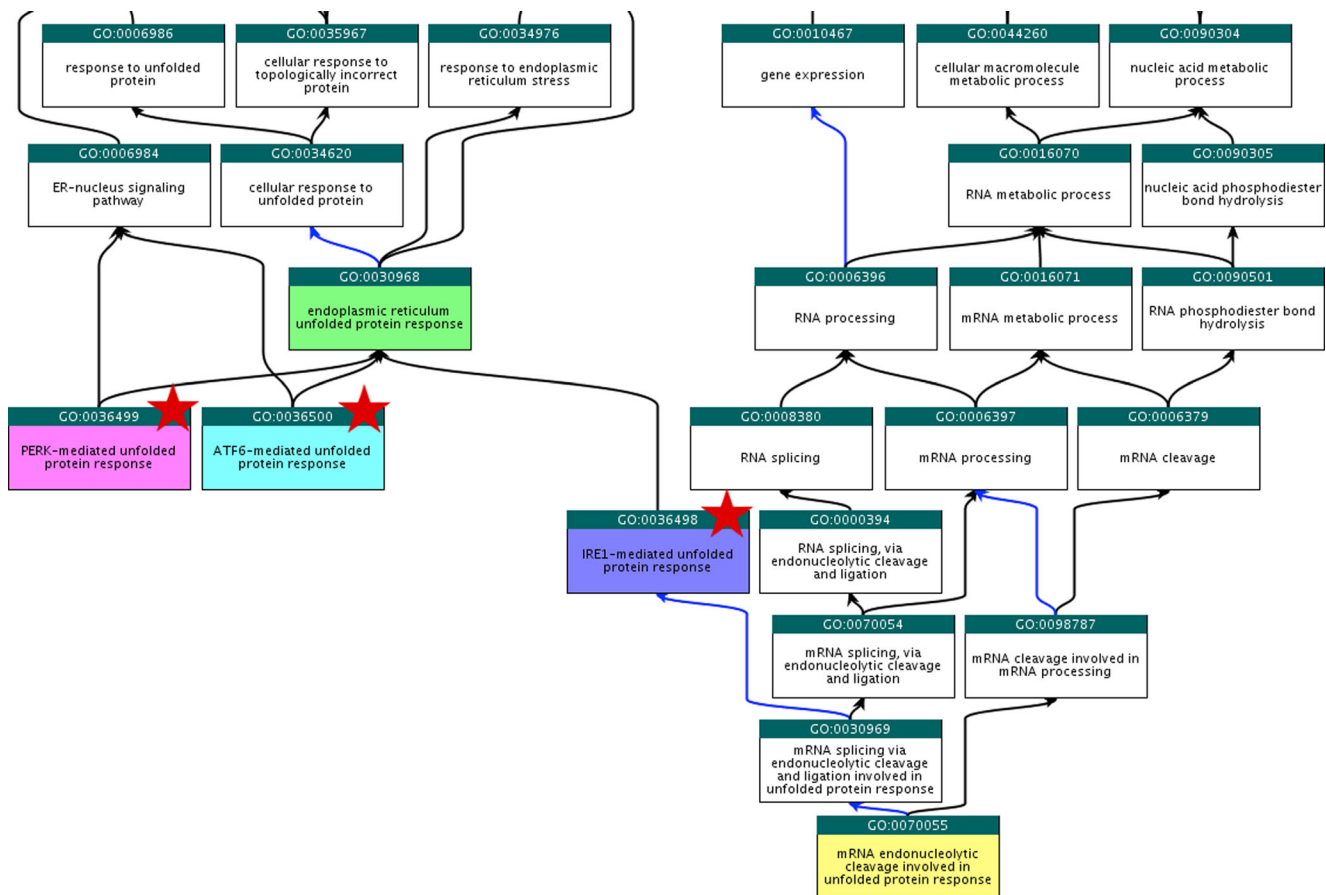 GO:0006986
response to unfolded
protein
GO:0035967
cellular response to
topologically incorrect
protein
GO:0034976
response to endoplasmic
reticulum stress
GO:0010467
gene expression
GO:0044260
cellular macromolecule
metabolic process
GO:0090304
nucleic acid metabolic
process
GO:0006984
ER-nucleus signaling
pathway
GO:0034620
cellular response to
unfolded protein
GO:0016070
RNA metabolic process
GO:0090305
nucleic acid phosphodiester
bond hydrolysis
GO:0030968
endoplasmic reticulum
unfolded protein response
GO:0006396
RNA processing
GO:0016071
mRNA metabolic process
GO:0090501
RNA phosphodiester bond
hydrolysis
GO:0036499
PERK-mediated unfolded
protein response
GO:0036500
ATF6-mediated unfolded
protein response
GO:0008380
RNA splicing
GO:0006397
mRNA processing
GO:0006379
mRNA cleavage
GO:0036498
IRE1-mediated unfolded
protein response
GO:0000394
RNA splicing, via
endonucleolytic cleavage
and ligation
GO:0070054
mRNA splicing, via
endonucleolytic cleavage
and ligation
GO:0098787
mRNA cleavage involved in
mRNA processing
GO:0030969
mRNA splicing via
endonucleolytic cleavage
and ligation involved in
unfolded protein response
GO:0070055
mRNA endonucleolytic
cleavage involved in
unfolded protein response